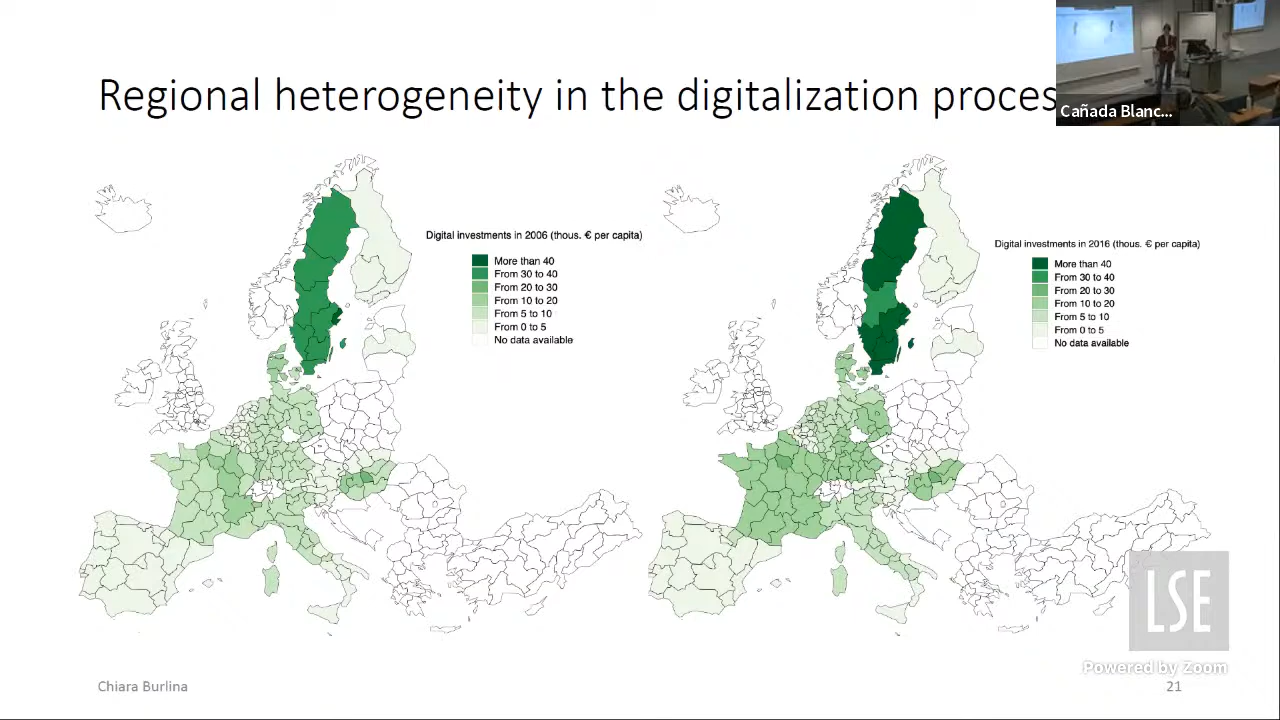 Regional heterogeneity in the digitalization proces
Cañada Blanc...
Digital investments in 2006 (thous. € per capita)
More than 40
From 30 to 40
From 20 to 30
From 10 to 20
From 5 to 10
From 0 to 5
No data available
Digital investments in 2016 (thous. € per capita)
More than 40
From 30 to 40
From 20 to 30
From 10 to 20
From 5 to 10
From 0 to 5
No data available
LSE
Powered by Zoom
Chiara Burlina
21